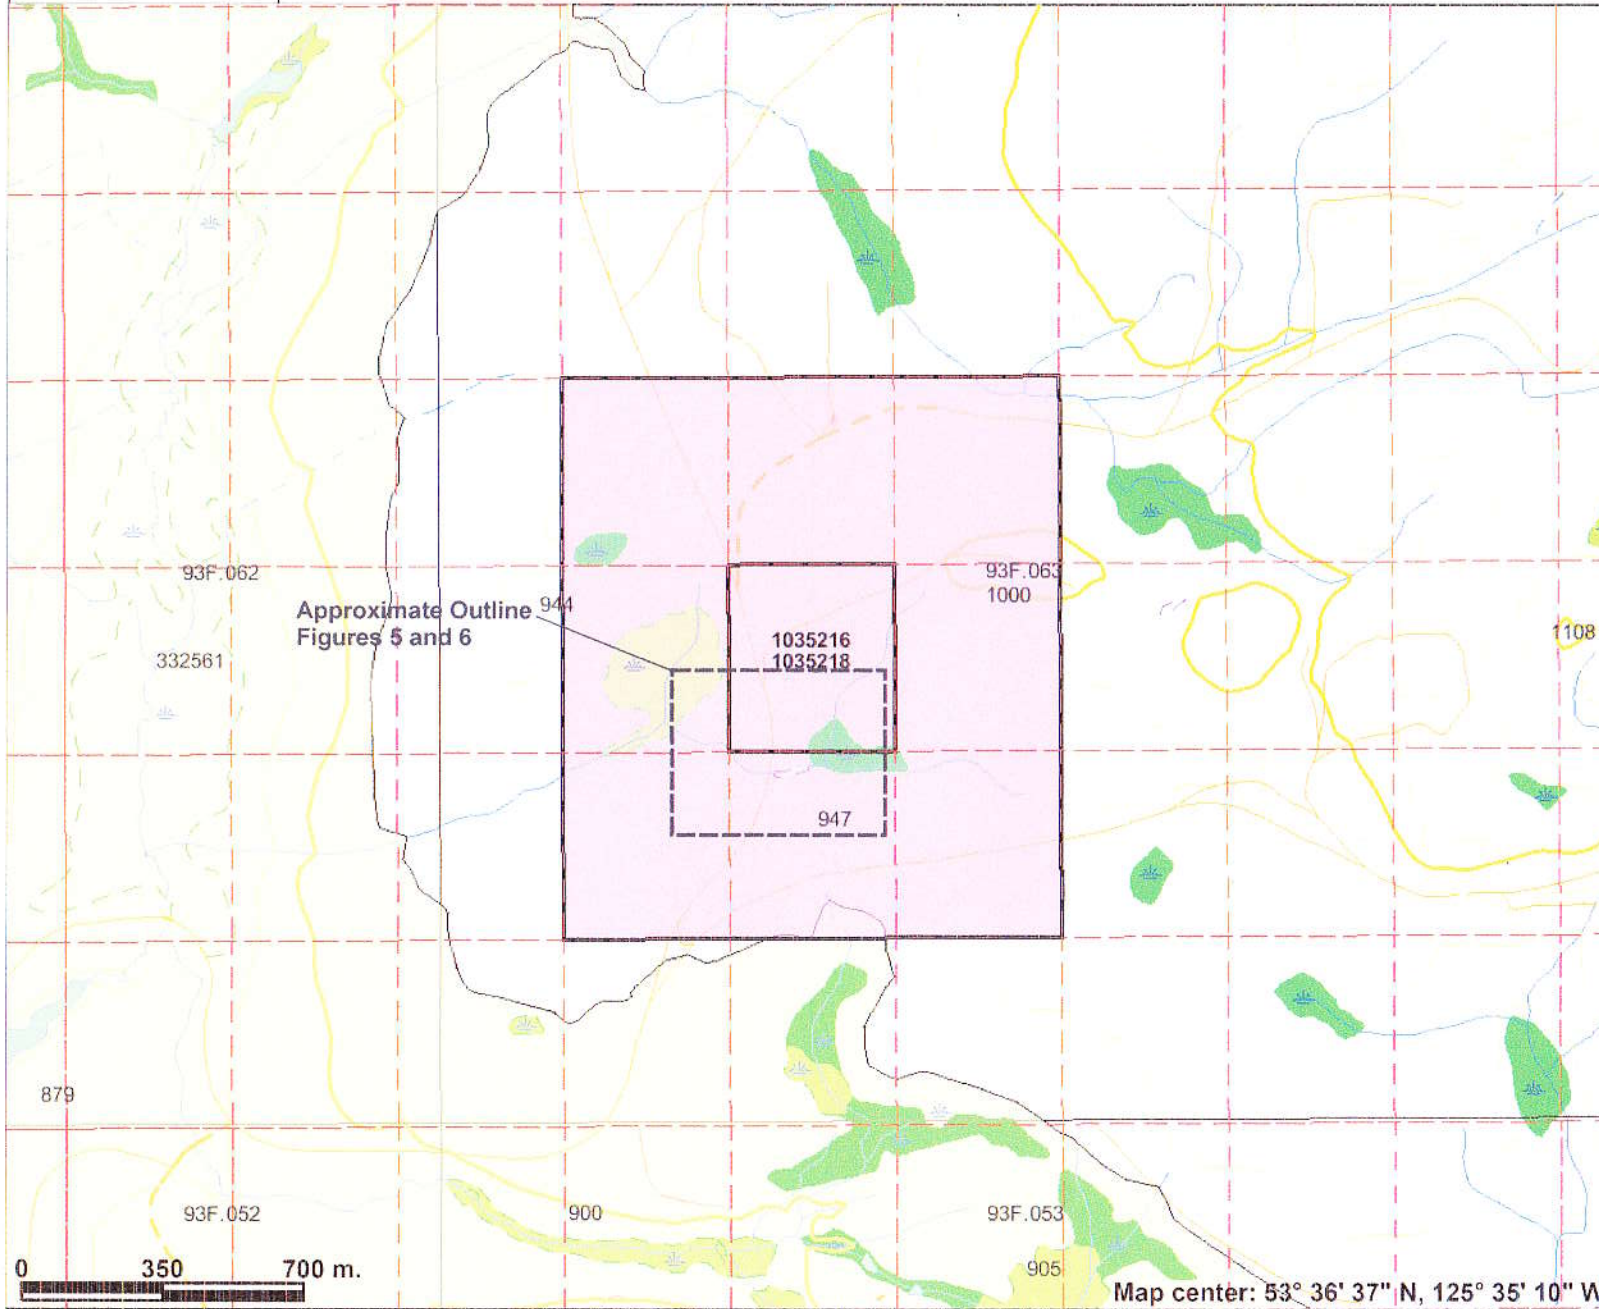 93F.062
93F.063
1000
Approximate Outline
Figures 5 and 6
944
1035216
1035218
332561
1108
947
879
93F.052
900
93F.053
905
0 350 700 m.
Map center: 53° 36' 37" N, 125° 35' 10" W